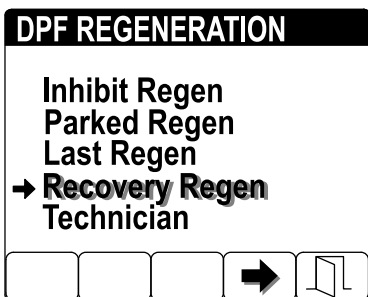 DPF REGENERATION
Inhibit Regen
Parked Regen
Last Regen
Recovery Regen
Technician